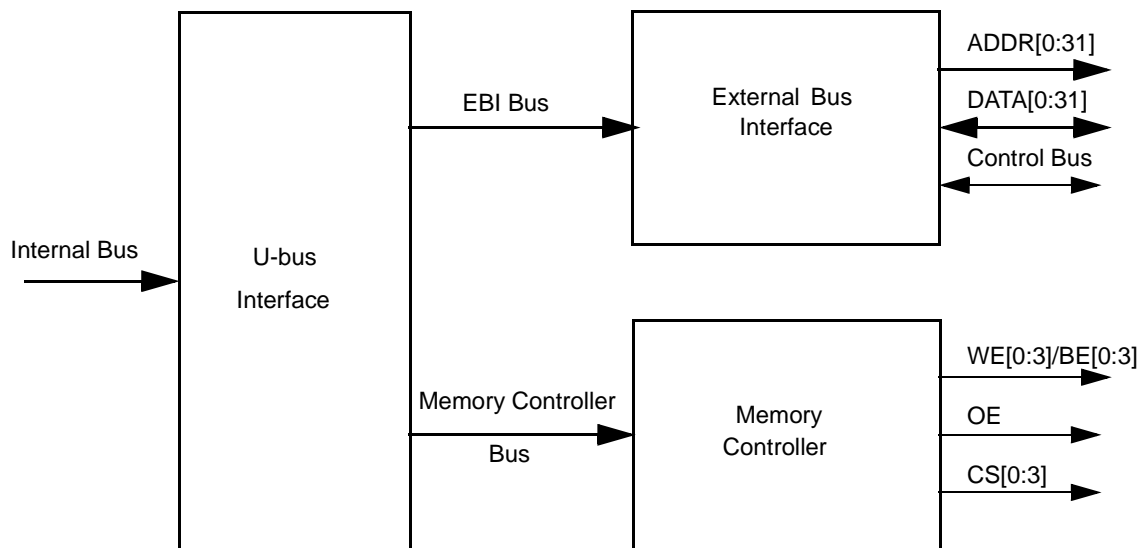 ADDR[0:31]
EBI Bus
External Bus
Interface
DATA[0:31]
Control Bus
Internal Bus
U-bus
Interface
WE[0:3]/BE[0:3]
Memory Controller
Bus
Memory
Controller
OE
CS[0:3]